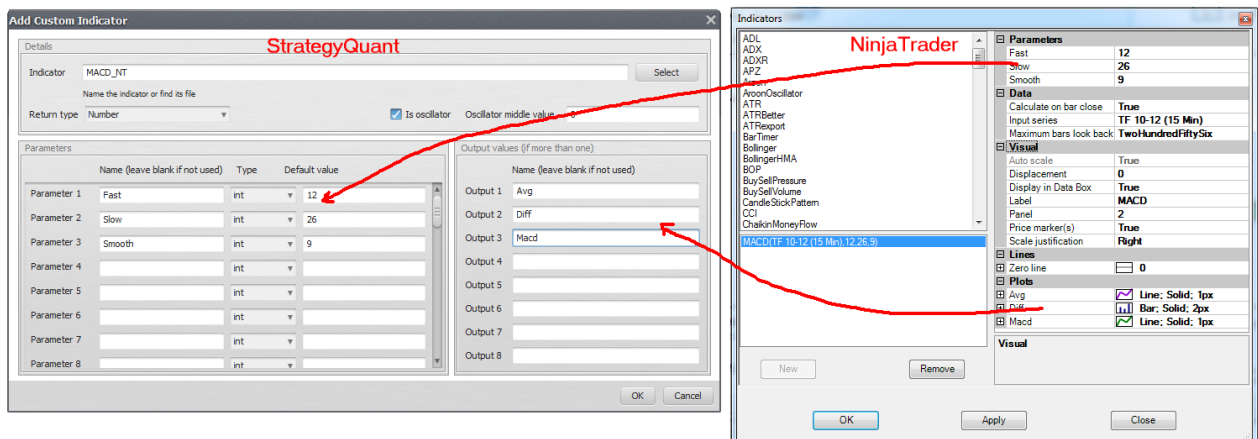 Add Custom Indicator
StrategyQuant
Details
Indicator MACD_NT Select
Name the indicator or find its file
Return type Number Is oscillator Oscillator middle value
Parameters
Name (leave blank if not used) Type Default value
Parameter 1 Fast int 12
Parameter 2 Slow int 26
Parameter 3 Smooth int 9
Parameter 4 int
Parameter 5 int
Parameter 6 int
Parameter 7 int
Parameter 8 int
Output values (if more than one)
Name (leave blank if not used)
Output 1 Avg
Output 2 Diff
Output 3 Macd
Output 4
Output 5
Output 6
Output 7
Output 8
OK Cancel
Indicators
NinjaTrader
ADL
ADX
ADXR
APZ
Aroon
AroonOscillator
ATR
ATRBetter
ATRexport
BarTimer
Bollinger
BollingerHMA
BOP
BuySellPressure
BuySellVolume
CandleStickPattern
CCI
ChaikinMoneyFlow
MACD(TF 10-12 (15 Min),12,26,9)
New Remove
Parameters
Fast 12
Slow 26
Smooth 9
Data
Calculate on bar close True
Input series TF 10-12 (15 Min)
Maximum bars look back TwoHundredFiftySix
Visual
Auto scale True
Displacement 0
Display in Data Box True
Label MACD
Panel 2
Price marker(s) True
Scale justification Right
Lines
Zero line 0
Plots
Avg Line; Solid; 1px
Diff Bar; Solid; 2px
Macd Line; Solid; 1px
Visual
OK Apply Close